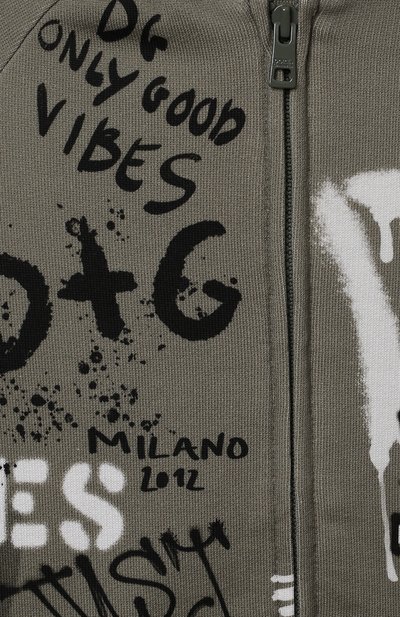 DG
ONLY GOOD
VIBES
D+G
MILANO
2012
ES